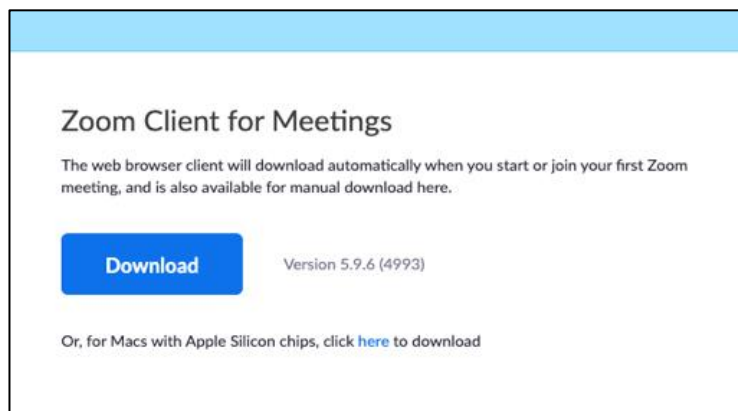 Zoom Client for Meetings
The web browser client will download automatically when you start or join your first Zoom
meeting, and is also available for manual download here.
Download
Version 5.9.6 (4993)
Or, for Macs with Apple Silicon chips, click here to download